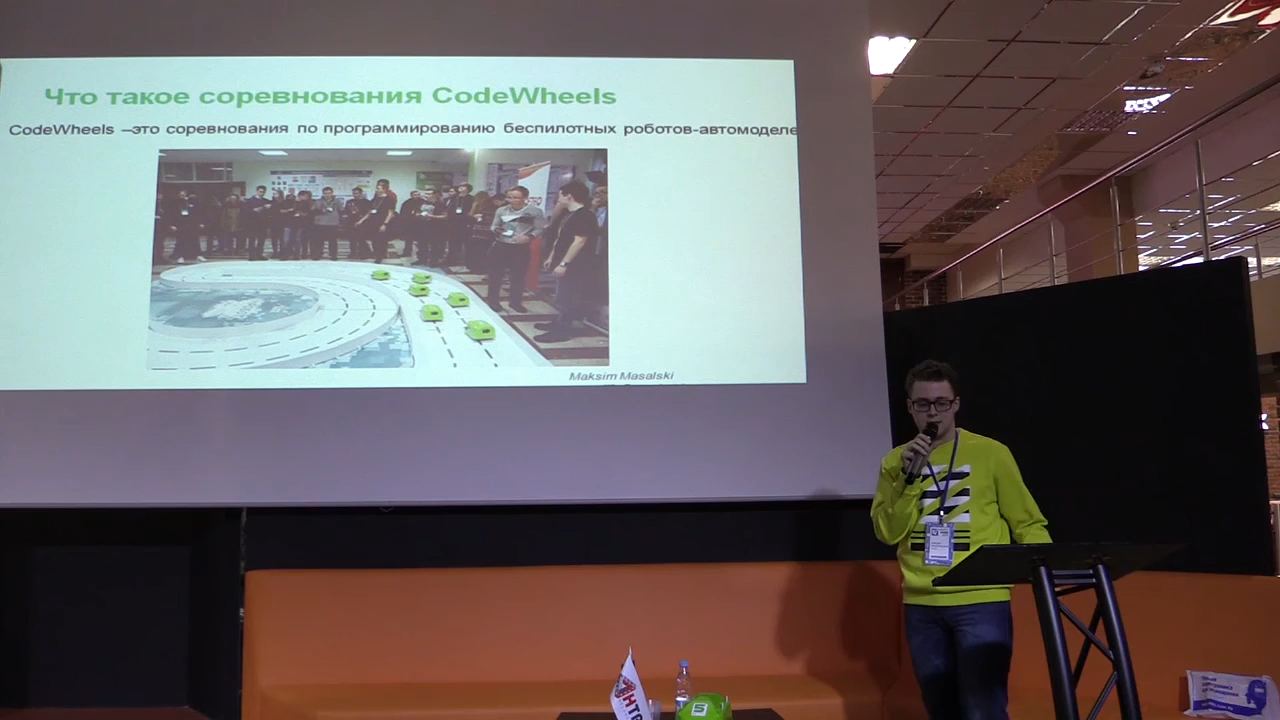 Что такое соревнования CodeWheels
CodeWheels –это соревнования по программированию беспилотных роботов-автомоделе
Maksim Masalski
S